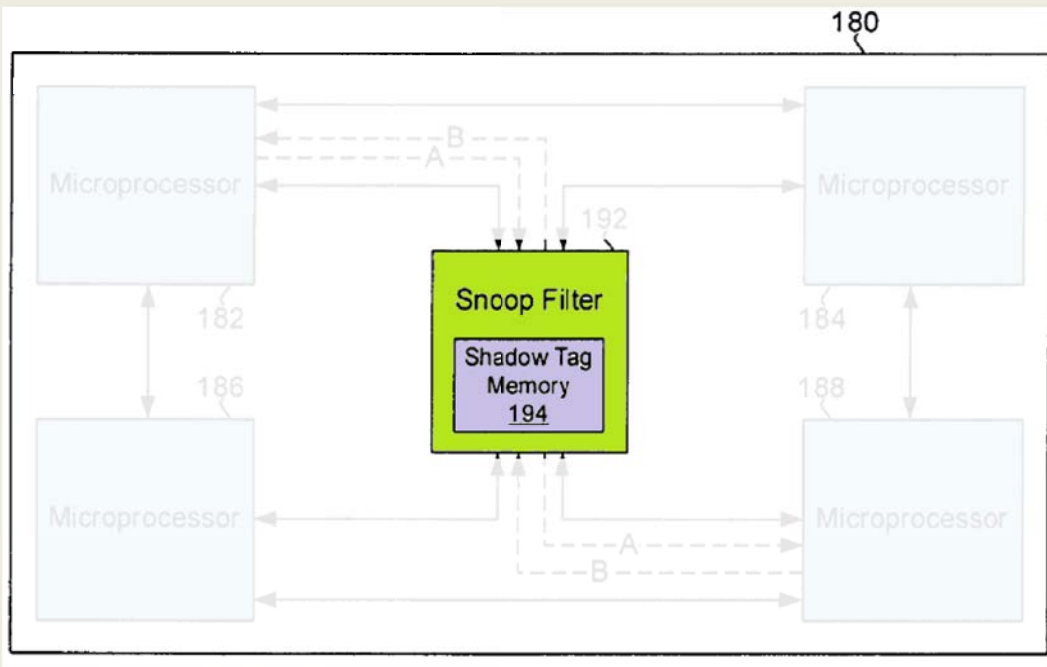 180
B
A
Microprocessor
Microprocessor
192
Snoop Filter
182
184
Shadow Tag
Memory
194
186
188
Microprocessor
Microprocessor
A
B